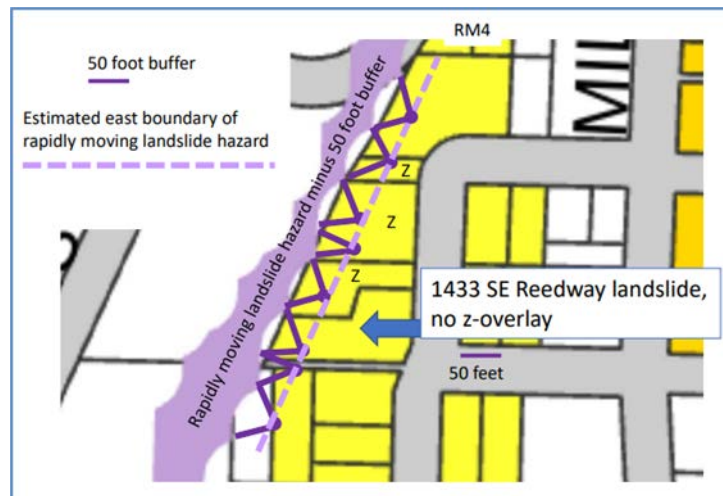 RM4
50 foot buffer
Estimated east boundary of
rapidly moving landslide hazard
Rapidly moving landslide hazard minus 50 foot buffer
MIL
Z
Z
Z
1433 SE Reedway landslide,
no z-overlay
50 feet